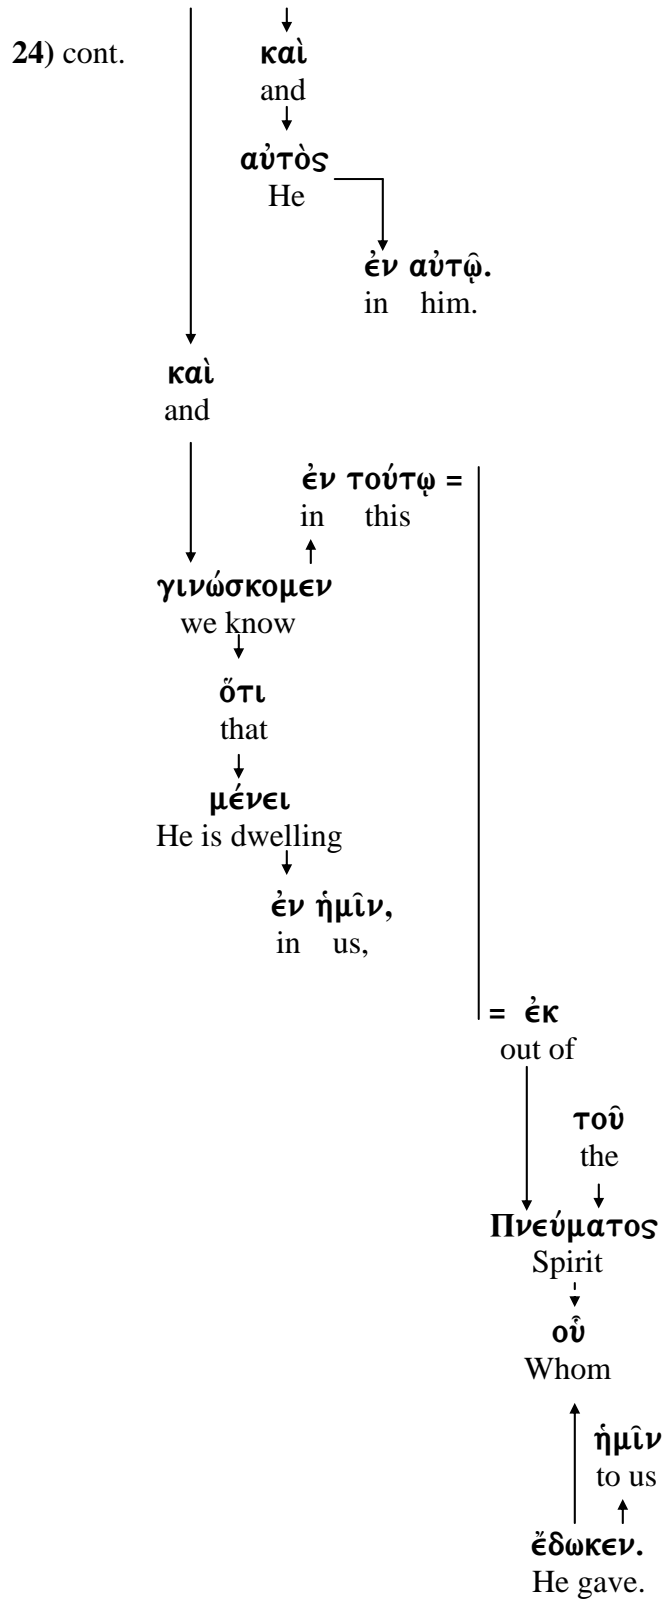 24) cont.
καὶ
and
αὐτὸς
He
ἐν αὐτῷ.
in him.
καὶ
and
ἐν τούτῳ =
in this
γινώσκομεν
we know
ὅτι
that
μένει
He is dwelling
ἐν ἡμῖν,
in us,
= ἐκ
out of
τοῦ
the
Πνεύματος
Spirit
οὗ
Whom
ἡμῖν
to us
ἔδωκεν.
He gave.